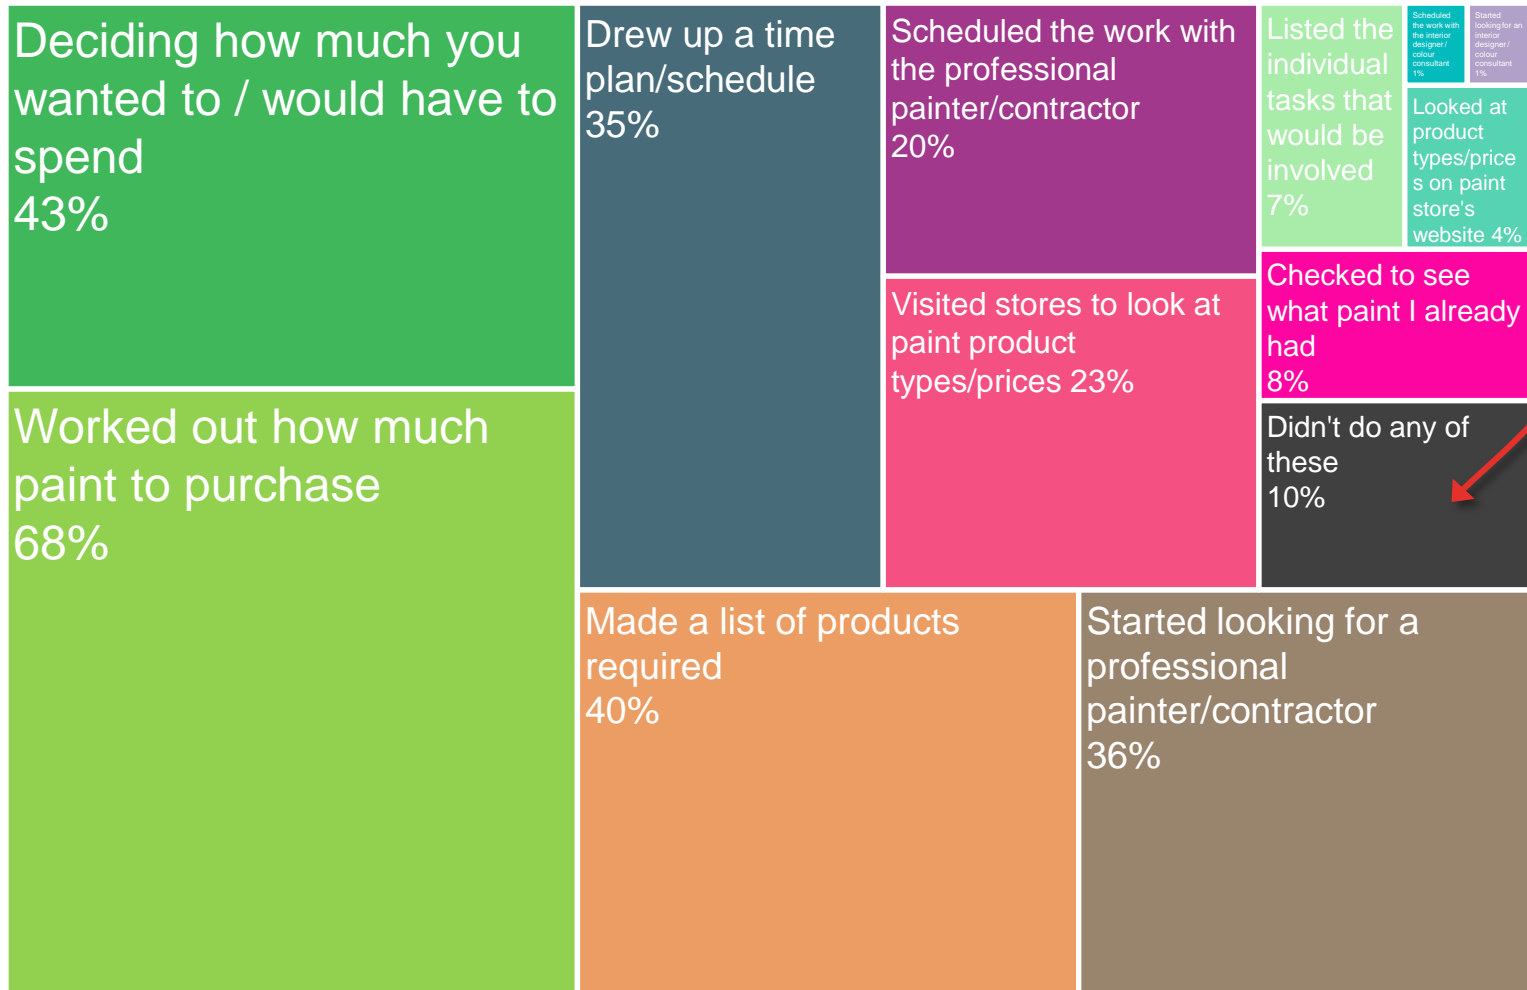 Deciding how much you
wanted to / would have to
spend
43%
Worked out how much
paint to purchase
68%
Drew up a time
plan/schedule
35%
Scheduled the work with
the professional
painter/contractor
20%
Visited stores to look at
paint product
types/prices 23%
Listed the
individual
tasks that
would be
involved
7%
Scheduled
the work with
the interior
designer/
colour
consultant
1%
Started
looking for an
interior
designer/
colour
consultant
1%
Looked at
product
types/price
s on paint
store's
website 4%
Checked to see
what paint I already
had
8%
Didn't do any of
these
10%
Made a list of products
required
40%
Started looking for a
professional
painter/contractor
36%